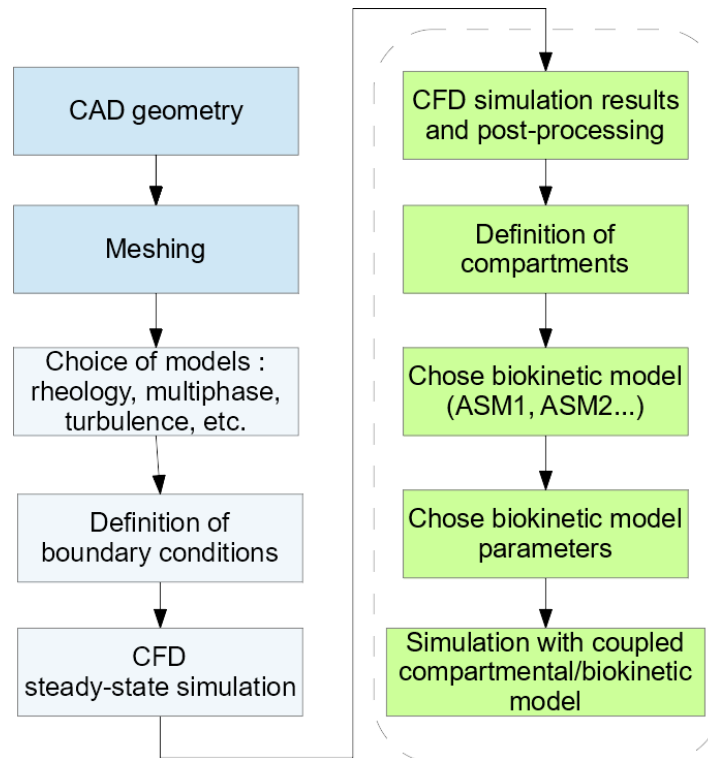 CAD geometry
Meshing
Choice of models :
rheology, multiphase,
turbulence, etc.
Definition of
boundary conditions
CFD
steady-state simulation
CFD simulation results
and post-processing
Definition of
compartments
Chose biokinetic model
(ASM1, ASM2...)
Chose biokinetic model
parameters
Simulation with coupled
compartmental/biokinetic
model